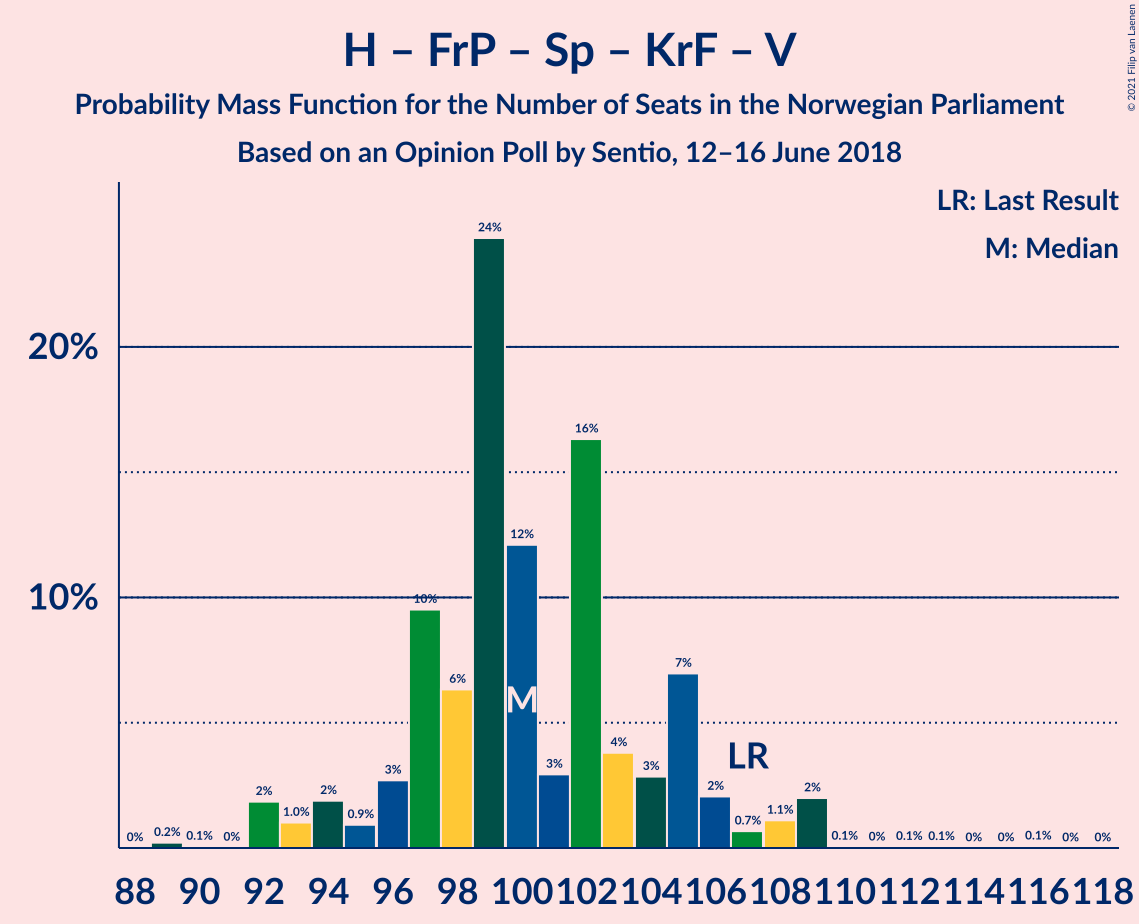 H – FrP – Sp – KrF – V
Probability Mass Function for the Number of Seats in the Norwegian Parliament
Based on an Opinion Poll by Sentio, 12–16 June 2018
© 2021 Filip van Laenen
LR: Last Result
M: Median
20%
10%
0% 0.2% 0.1% 0% 2% 1.0% 2% 0.9% 3% 10% 6% 24% 12% 3% 16% 4% 3% 7% 2% 0.7% 1.1% 2% 0.1% 0% 0.1% 0.1% 0% 0% 0.1% 0% 0%
M
LR
88 90 92 94 96 98 100 102 104 106 108 110 112 114 116 118